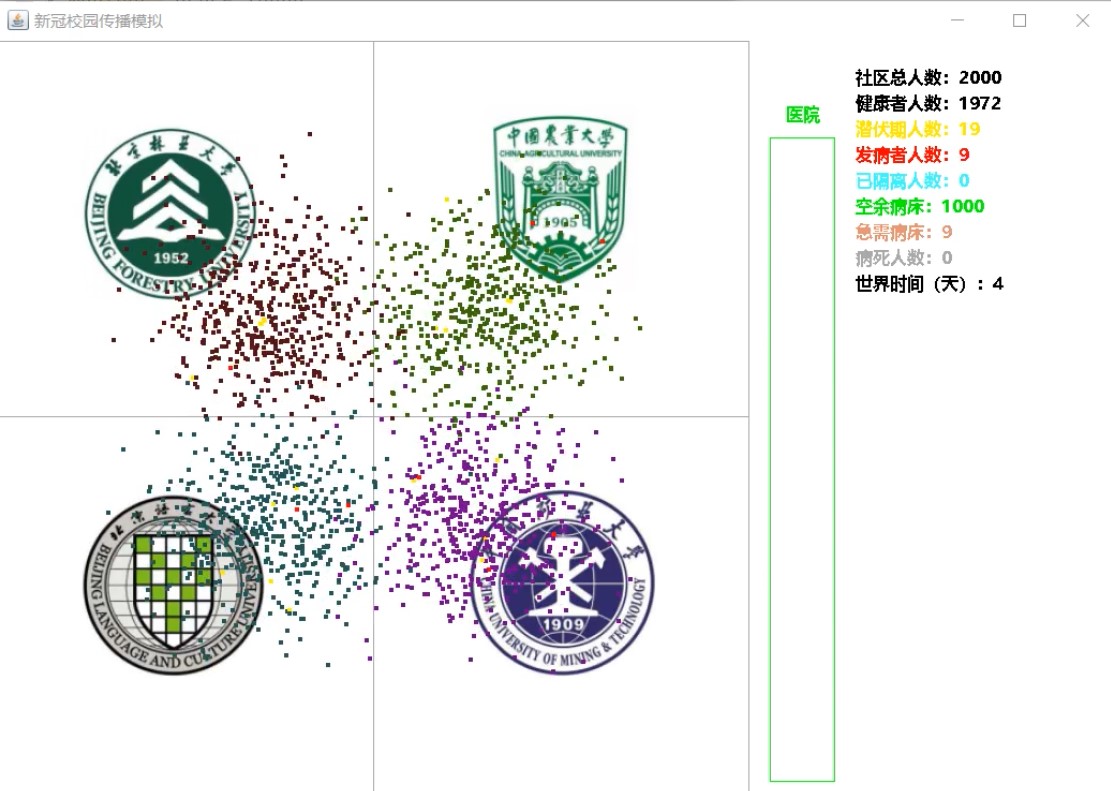 新冠校园传播模拟
北京林业大学
BEIJING FORESTRY UNIVERSITY
1952
中国农业大学
CHINA AGRICULTURAL UNIVERSITY
1905
北京语言大学
BEIJING LANGUAGE AND CULTURE UNIVERSITY
大学
CHINA UNIVERSITY OF MINING & TECHNOLOGY
1909
医院
社区总人数：2000
健康者人数：1972
潜伏期人数：19
发病者人数：9
已隔离人数：0
空余病床：1000
急需病床：9
病死人数：0
世界时间（天）：4